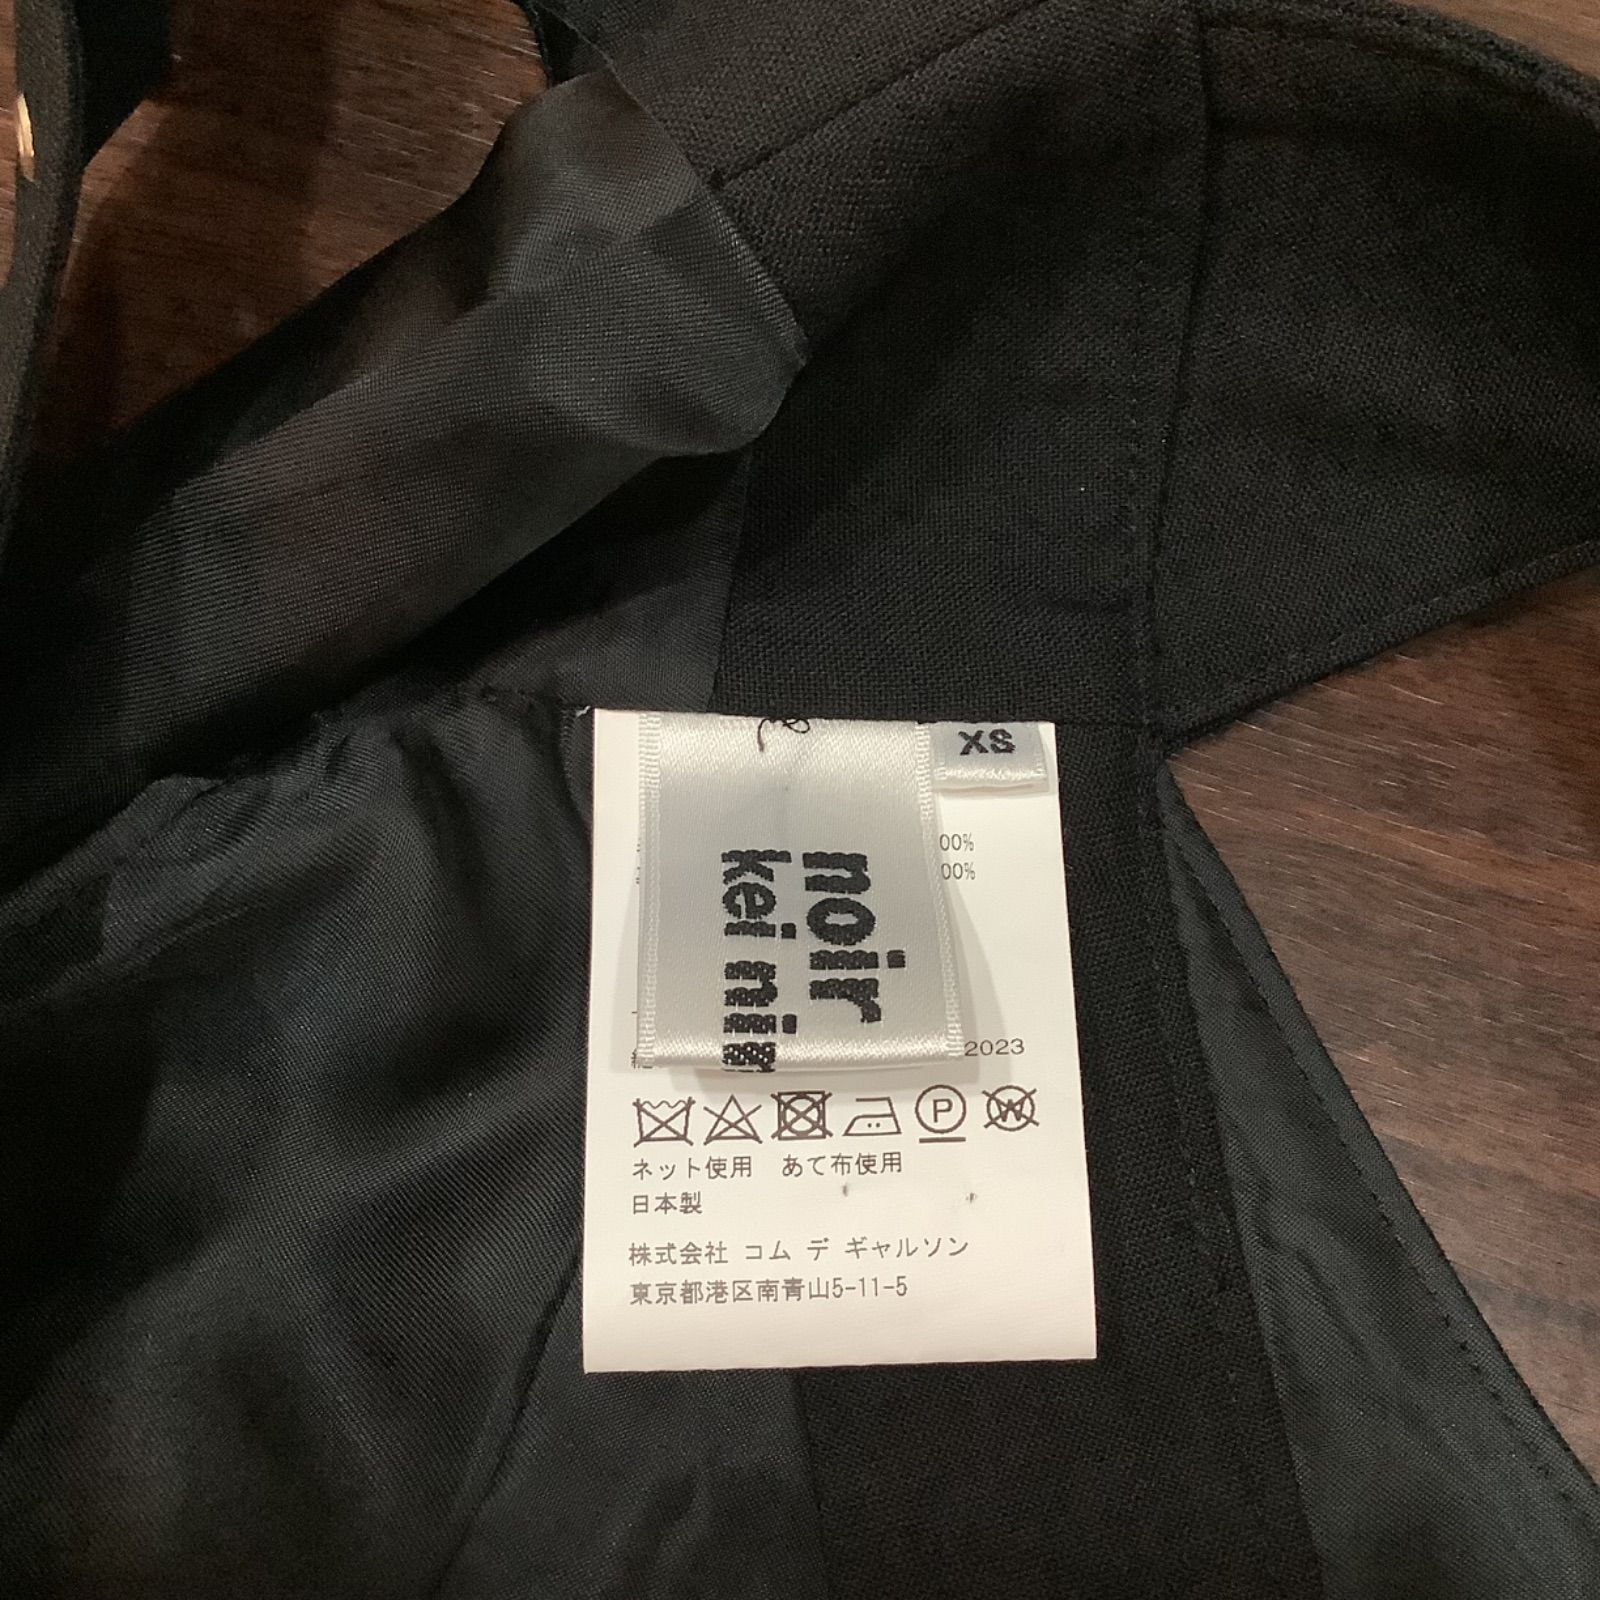 XS
noir
kei nin
00%
00%
2023
P
W
ネット使用 あて布使用
日本製
株式会社 コム デ ギャルソン
東京都港区南青山5-11-5